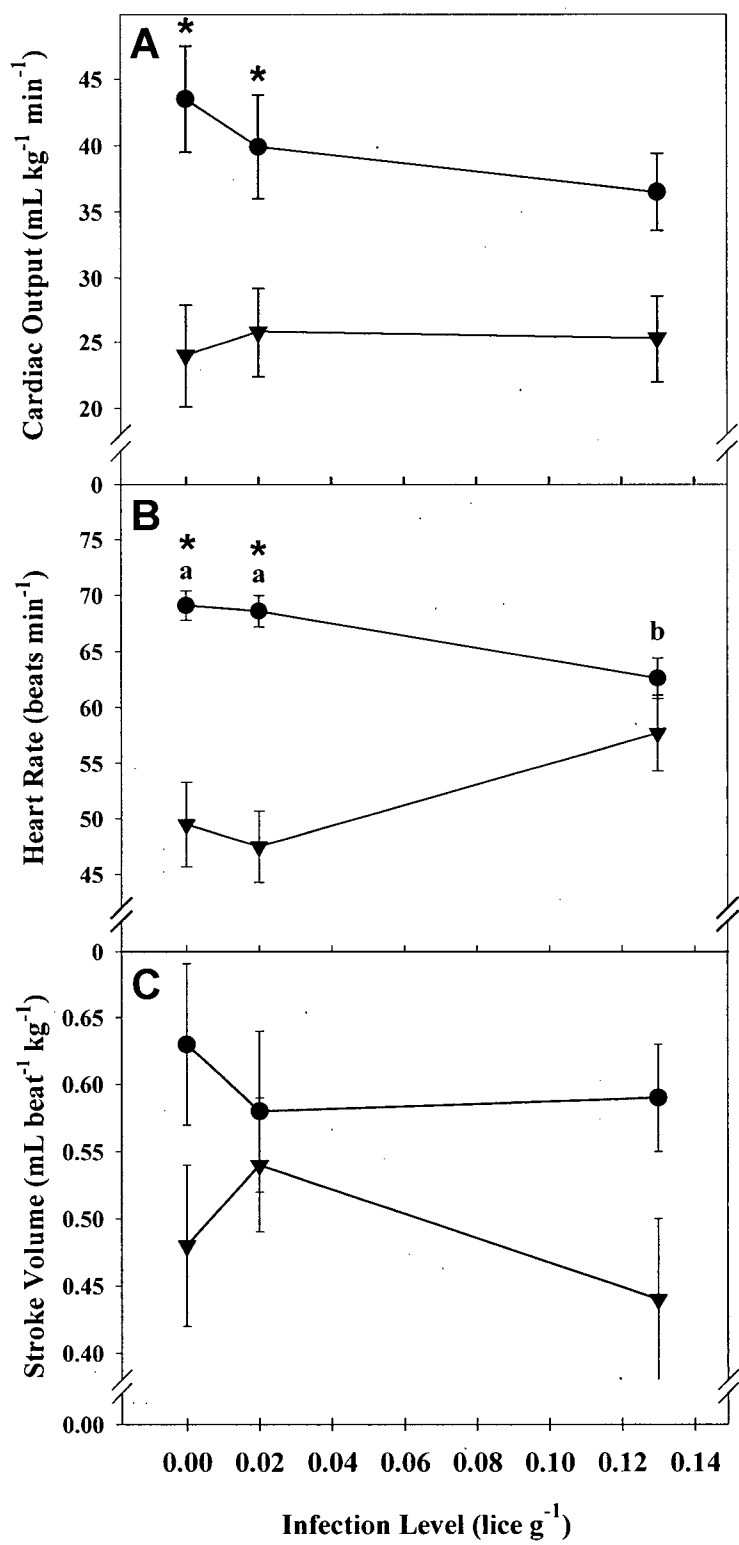 A
*
*
45
40
35
30
25
20
0
Cardiac Output (mL kg⁻¹ min⁻¹)
B
*
*
a
a
b
75
70
65
60
55
50
45
0
Heart Rate (beats min⁻¹)
C
0.65
0.60
0.55
0.50
0.45
0.40
0.00
Stroke Volume (mL beat⁻¹ kg⁻¹)
0.00 0.02 0.04 0.06 0.08 0.10 0.12 0.14
Infection Level (lice g⁻¹)